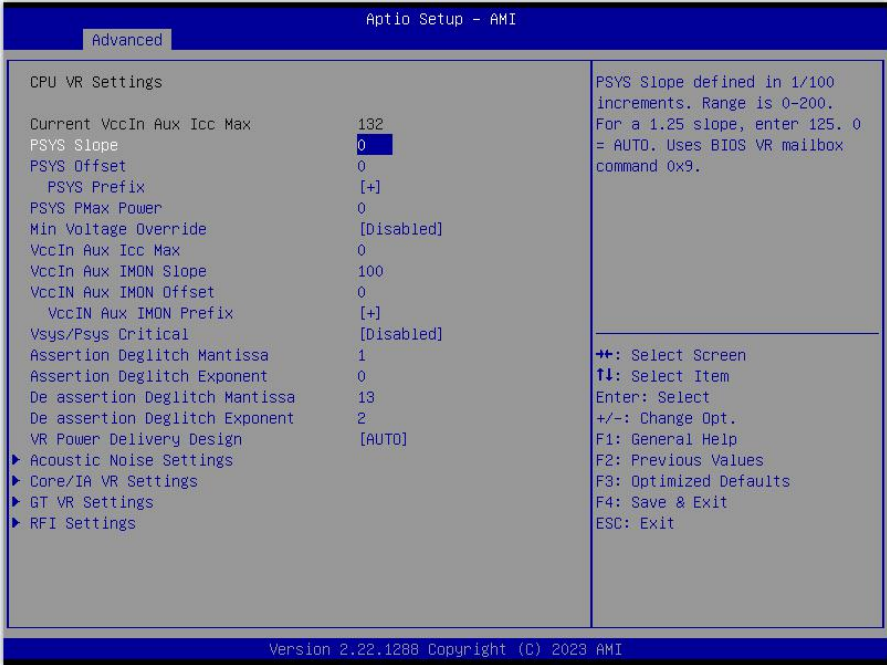 Aptio Setup - AMI
Advanced
CPU VR Settings
Current VccIn Aux Icc Max 132
PSYS Slope 0
PSYS Offset 0
PSYS Prefix [+]
PSYS PMax Power 0
Min Voltage Override [Disabled]
VccIn Aux Icc Max 0
VccIn Aux IMON Slope 100
VccIN Aux IMON Offset 0
VccIN Aux IMON Prefix [+]
Vsys/Psys Critical [Disabled]
Assertion Deglitch Mantissa 1
Assertion Deglitch Exponent 0
De assertion Deglitch Mantissa 13
De assertion Deglitch Exponent 2
VR Power Delivery Design [AUTO]
Acoustic Noise Settings
Core/IA VR Settings
GT VR Settings
RFI Settings
PSYS Slope defined in 1/100
increments. Range is 0-200.
For a 1.25 slope, enter 125. 0
= AUTO. Uses BIOS VR mailbox
command 0x9.
→←: Select Screen
↑↓: Select Item
Enter: Select
+/-: Change Opt.
F1: General Help
F2: Previous Values
F3: Optimized Defaults
F4: Save & Exit
ESC: Exit
Version 2.22.1288 Copyright (C) 2023 AMI